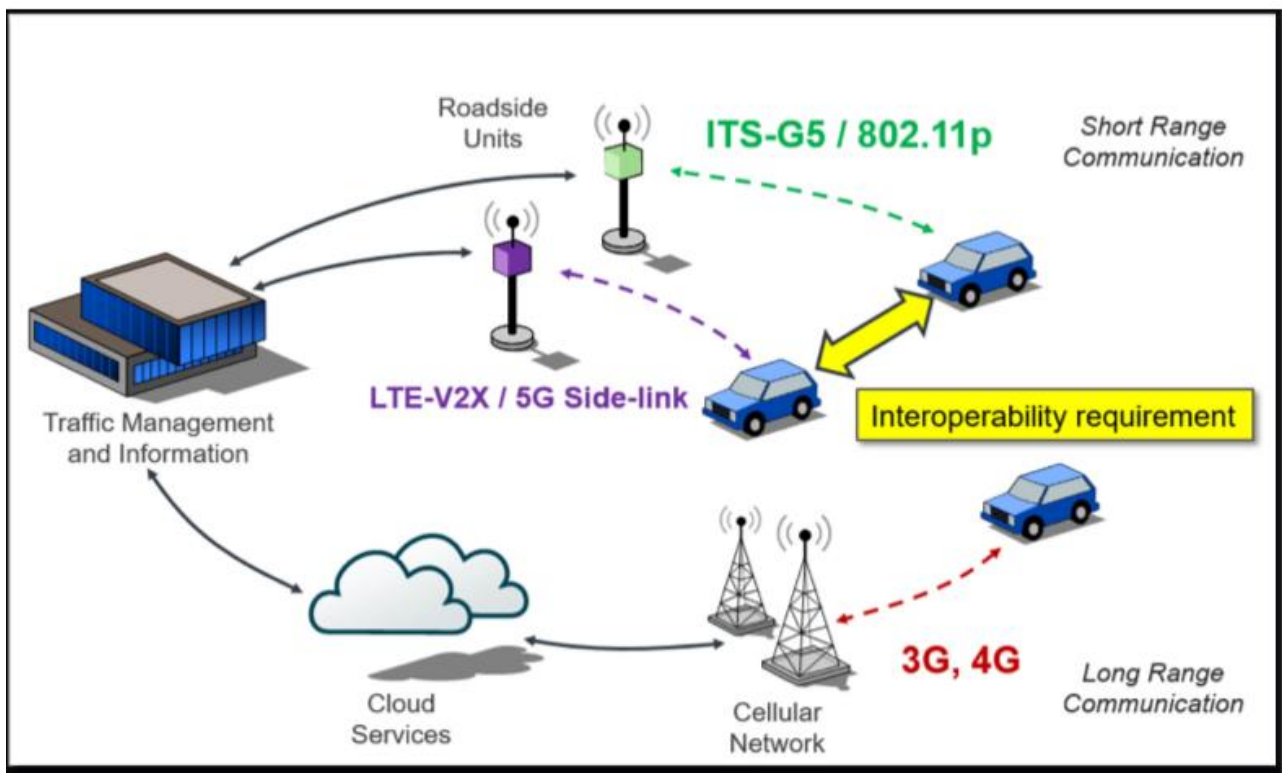 Roadside
Units
ITS-G5 / 802.11p
Short Range
Communication
LTE-V2X / 5G Side-link
Interoperability requirement
Traffic Management
and Information
3G, 4G
Long Range
Communication
Cloud
Services
Cellular
Network